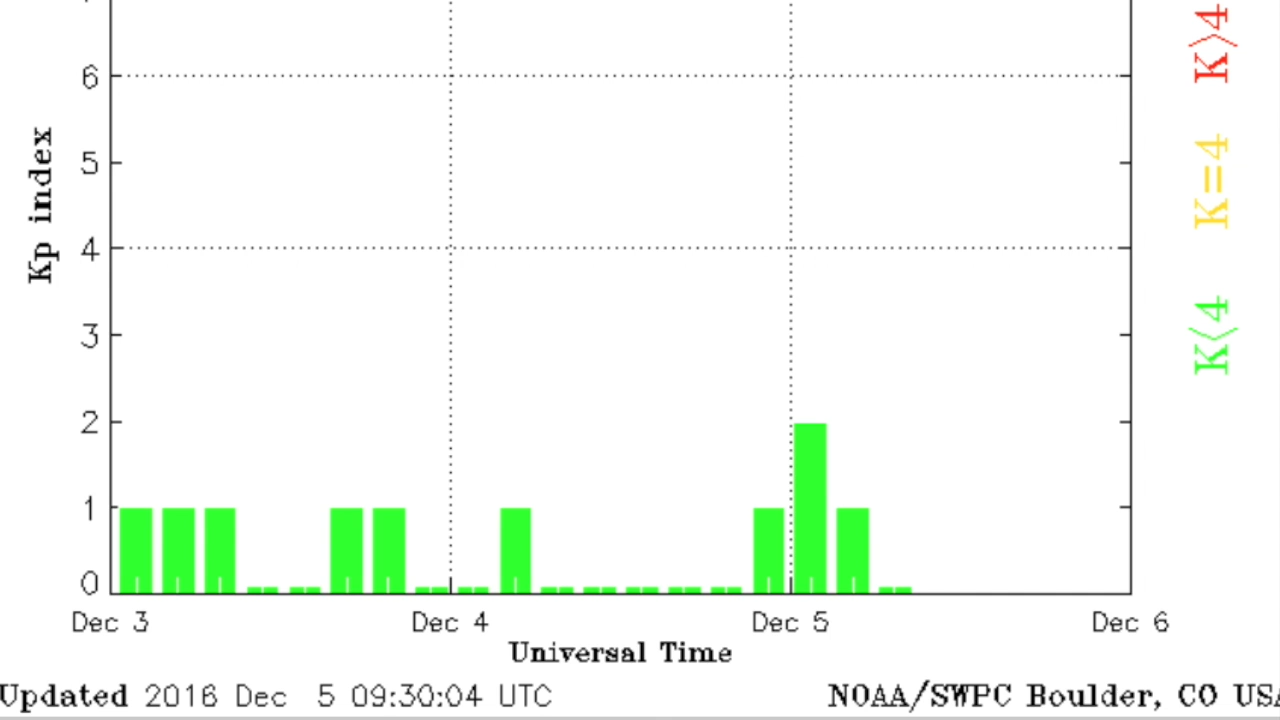 K>4
6
5
K=4
Kp index
4
3
K<4
2
1
0
Dec 3 Dec 4 Dec 5 Dec 6
Universal Time
Updated 2016 Dec 5 09:30:04 UTC NOAA/SWPC Boulder, CO USA